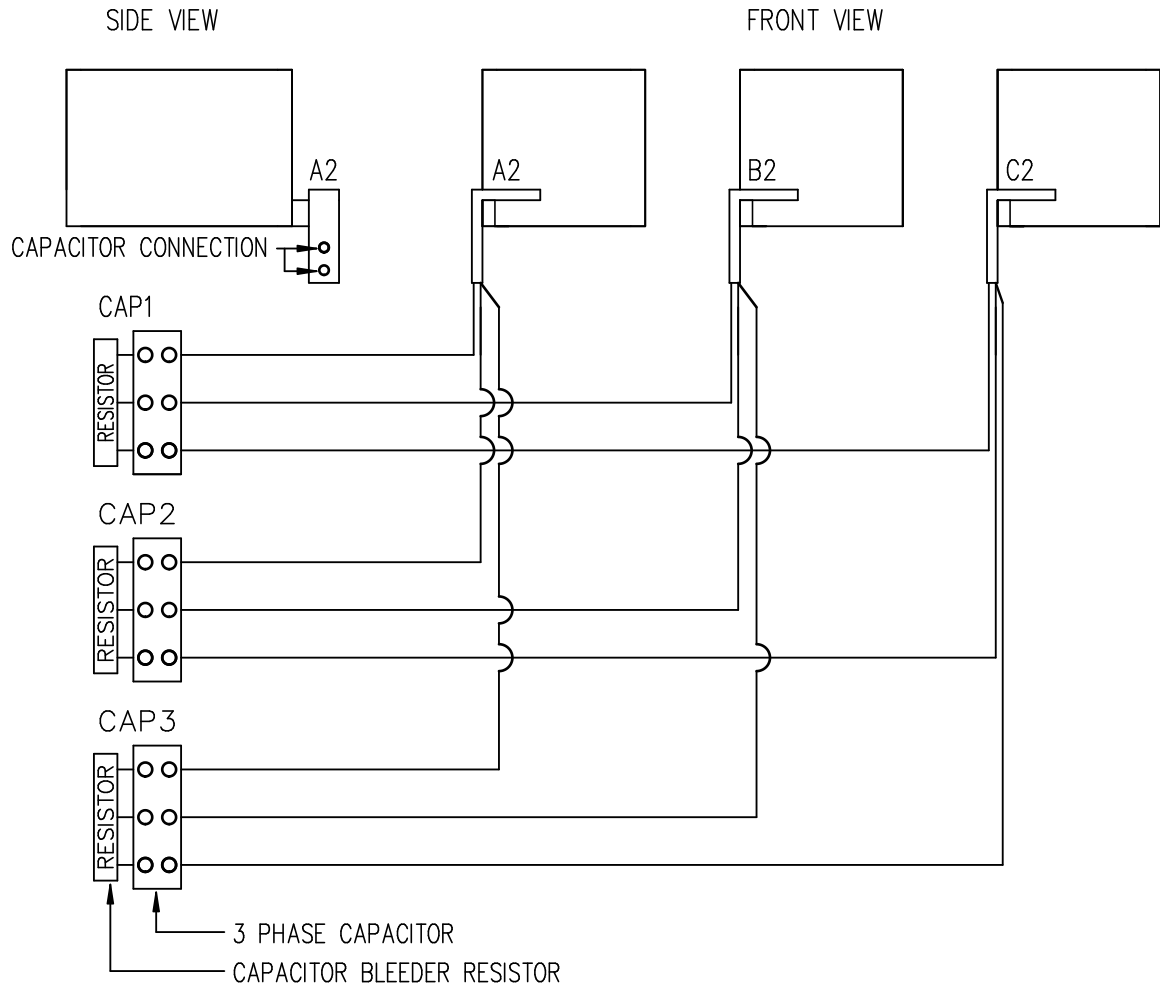 SIDE VIEW
FRONT VIEW
A2
A2
B2
C2
CAPACITOR CONNECTION
CAP1
RESISTOR
CAP2
RESISTOR
CAP3
RESISTOR
3 PHASE CAPACITOR
CAPACITOR BLEEDER RESISTOR